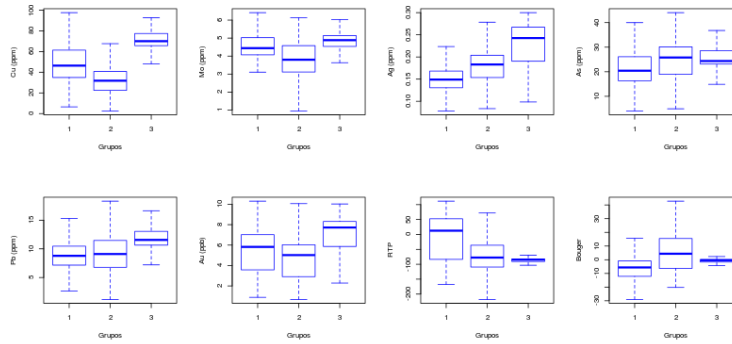 Cu (ppm)
0 20 40 60 80 100
1 2 3
Grupos
Mo (ppm)
1 2 3 4 5 6
1 2 3
Grupos
Ag (ppm)
0.10 0.15 0.20 0.25 0.30
1 2 3
Grupos
As (ppm)
10 20 30 40
1 2 3
Grupos
Pb (ppm)
5 10 15
1 2 3
Grupos
Au (ppb)
2 4 6 8 10
1 2 3
Grupos
RTP
-200 -100 0 50
1 2 3
Grupos
Bouger
-30 -10 10 30
1 2 3
Grupos